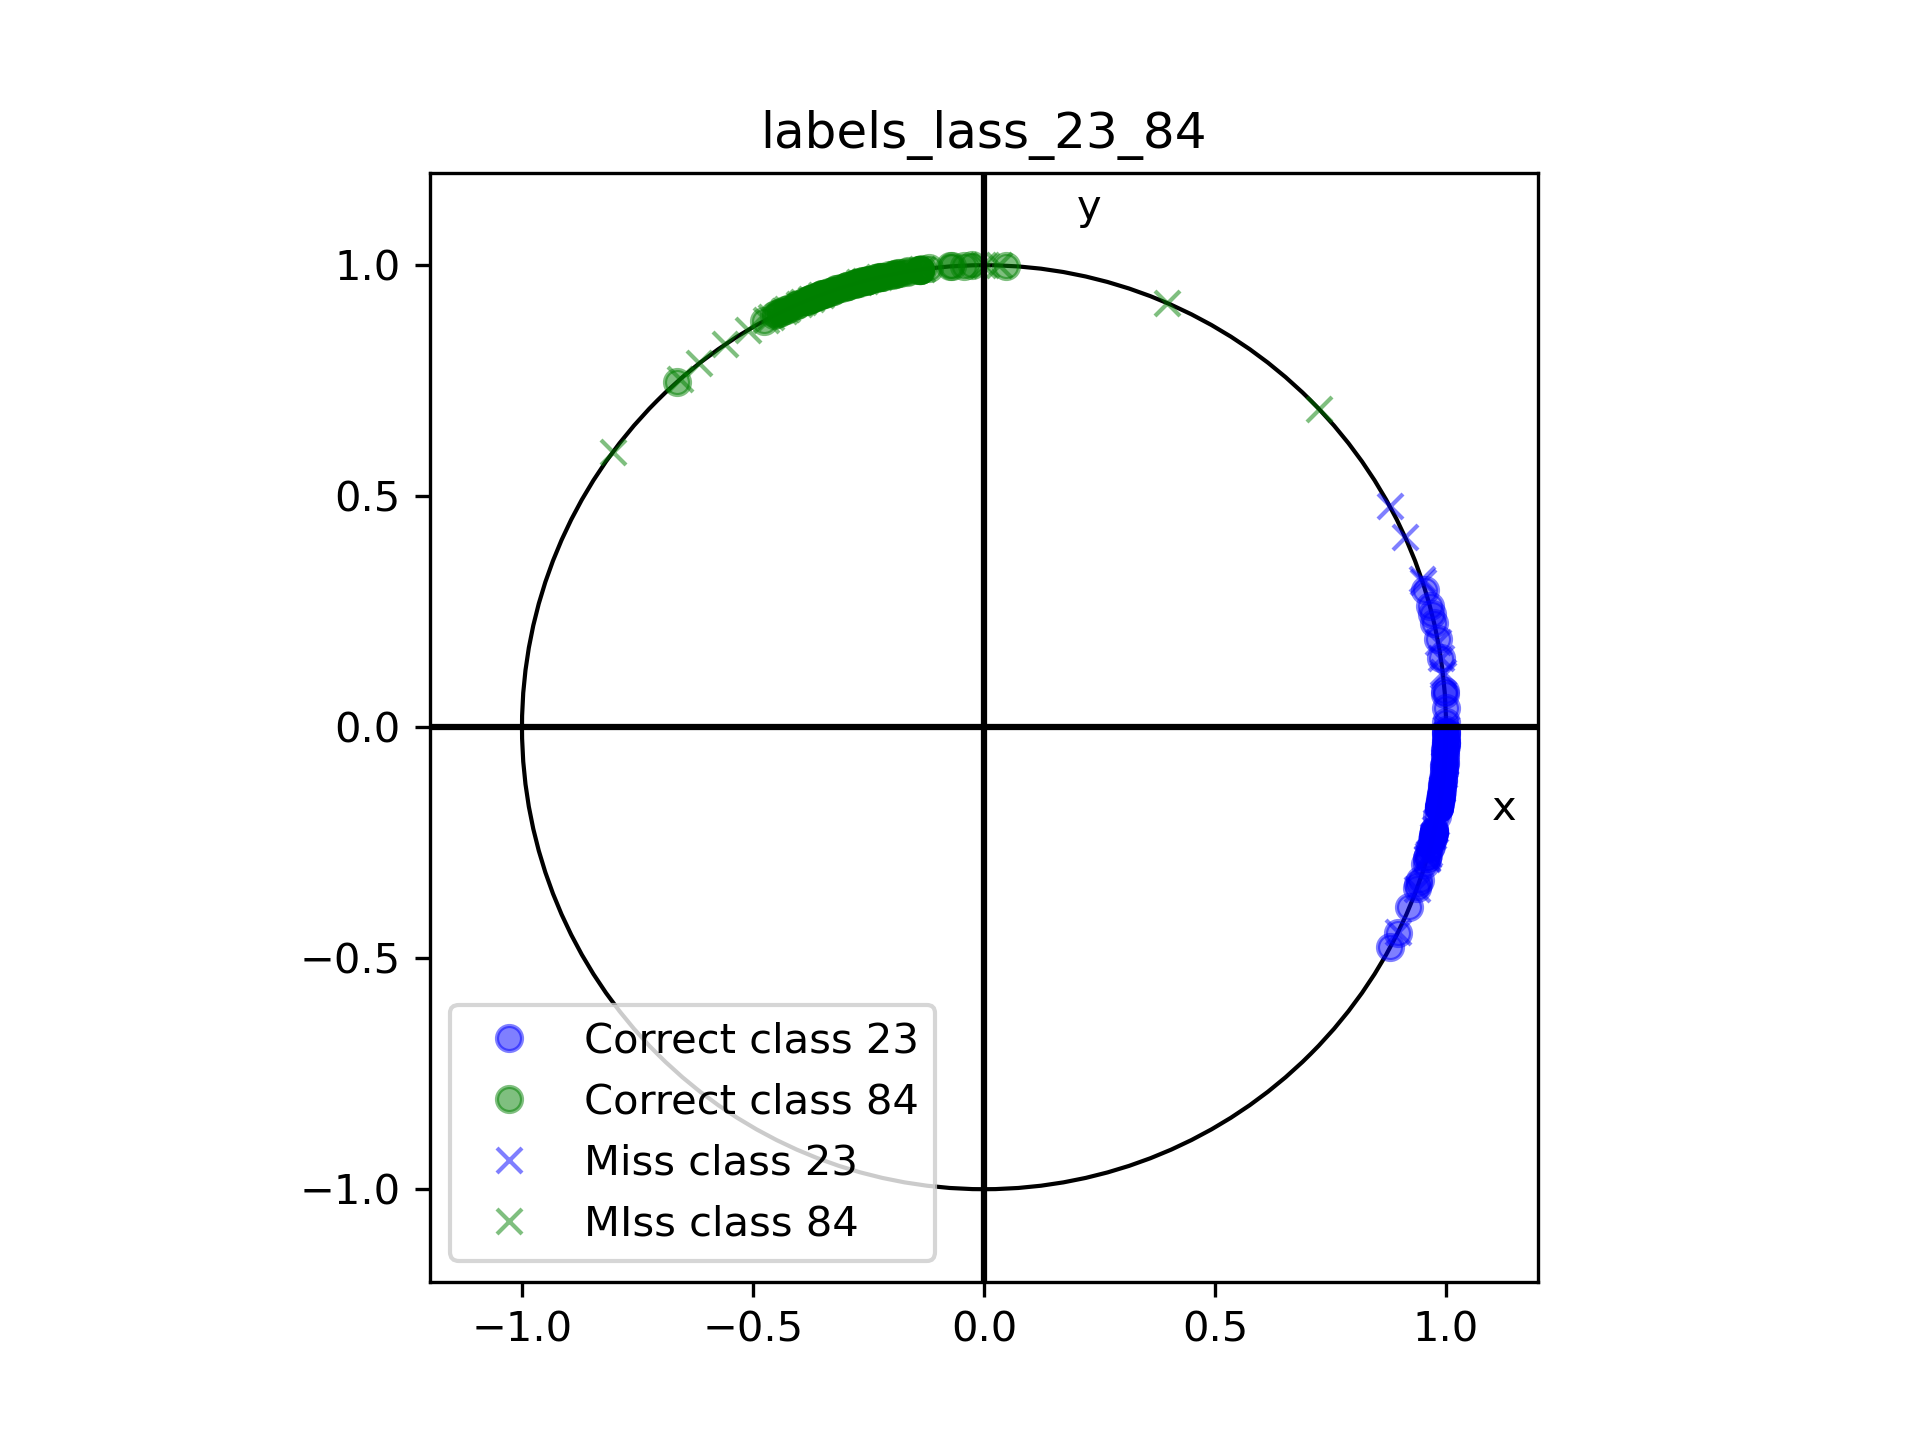 labels_lass_23_84
y
1.0
0.5
0.0
−0.5
−1.0
x
Correct class 23
Correct class 84
Miss class 23
MIss class 84
−1.0 −0.5 0.0 0.5 1.0